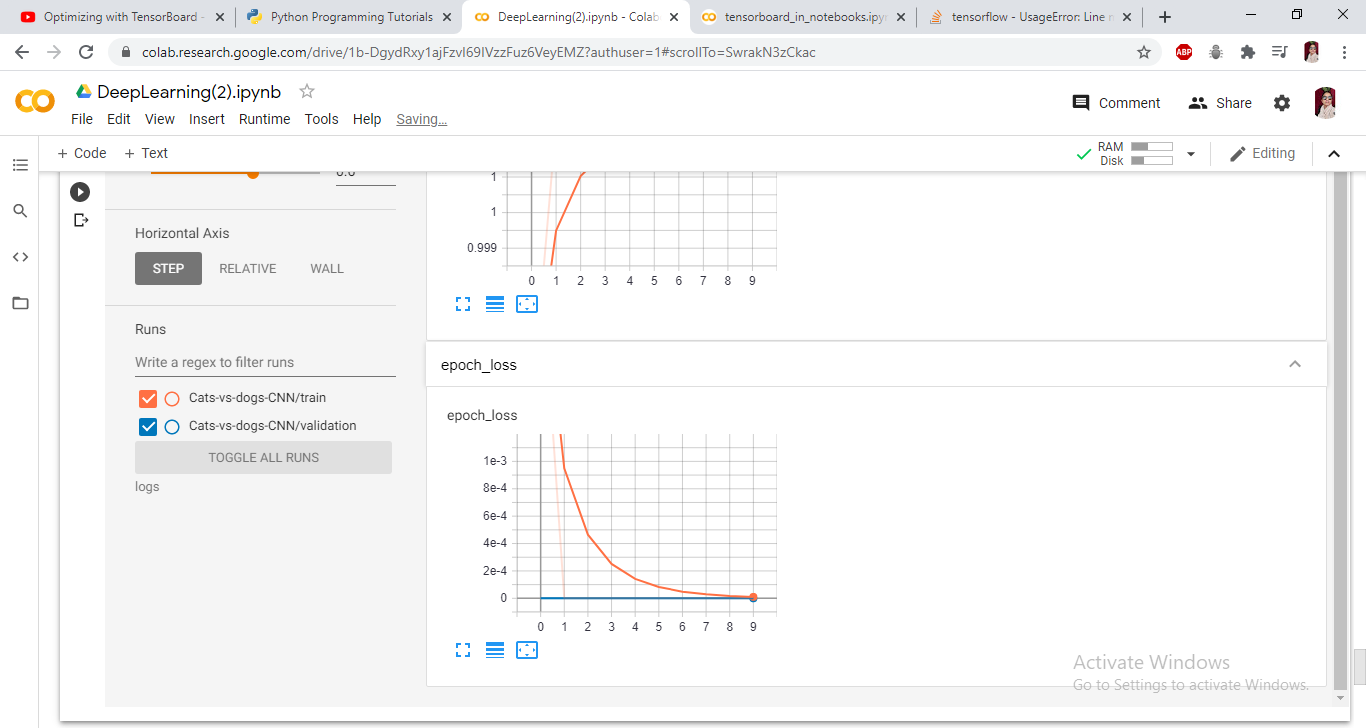 Optimizing with TensorBoard -
Python Programming Tutorials
DeepLearning(2).ipynb - Colab
tensorboard_in_notebooks.ipy
tensorflow - UsageError: Line n
colab.research.google.com/drive/1b-DgydRxy1ajFzvI69IVzzFuz6VeyEMZ?authuser=1#scrollTo=SwrakN3zCkac
ABP
DeepLearning(2).ipynb
Comment
Share
File Edit View Insert Runtime Tools Help Saving...
+ Code + Text
RAM
Disk
Editing
1
1
0.999
0 1 2 3 4 5 6 7 8 9
Horizontal Axis
STEP RELATIVE WALL
Runs
Write a regex to filter runs
Cats-vs-dogs-CNN/train
Cats-vs-dogs-CNN/validation
TOGGLE ALL RUNS
logs
epoch_loss
epoch_loss
1e-3
8e-4
6e-4
4e-4
2e-4
0
0 1 2 3 4 5 6 7 8 9
Activate Windows
Go to Settings to activate Windows.